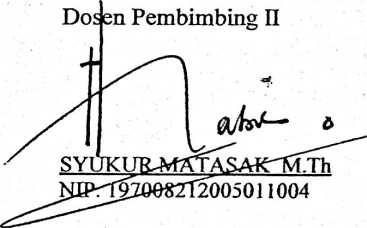 Dosen Pembimbing II
SYUKUR MATASAK M.Th
NIP. 197008212005011004